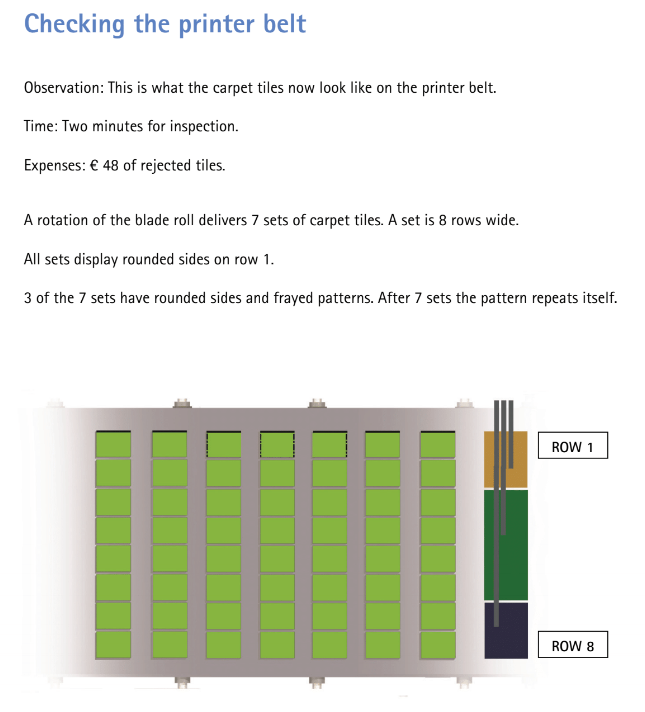 Checking the printer belt
Observation: This is what the carpet tiles now look like on the printer belt.
Time: Two minutes for inspection.
Expenses: € 48 of rejected tiles.
A rotation of the blade roll delivers 7 sets of carpet tiles. A set is 8 rows wide.
All sets display rounded sides on row 1.
3 of the 7 sets have rounded sides and frayed patterns. After 7 sets the pattern repeats itself.
ROW 1
ROW 8